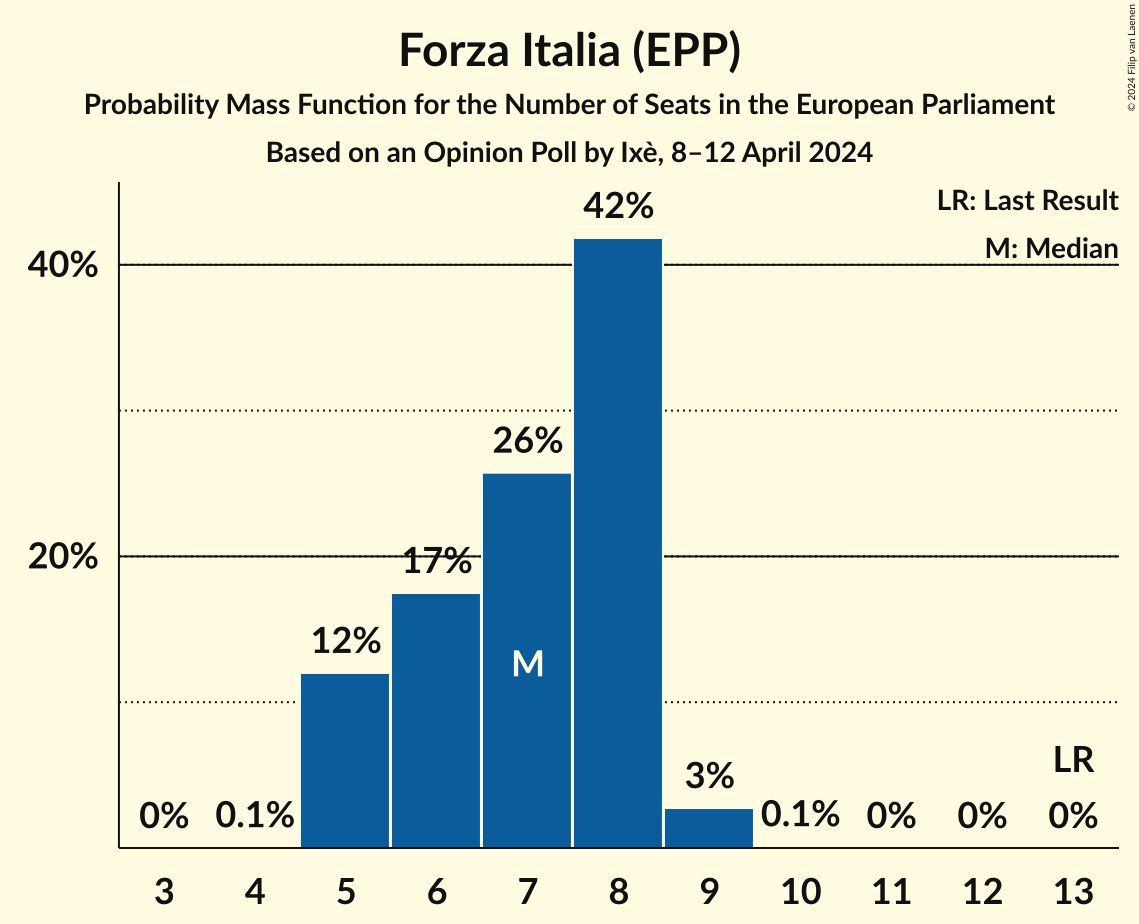 Forza Italia (EPP)
Probability Mass Function for the Number of Seats in the European Parliament
Based on an Opinion Poll by Ixè, 8–12 April 2024
© 2024 Filip van Laenen
LR: Last Result
M: Median
42%
40%
26%
20%
17%
12%
M
LR
3%
0% 0.1% 0.1% 0% 0% 0%
3 4 5 6 7 8 9 10 11 12 13